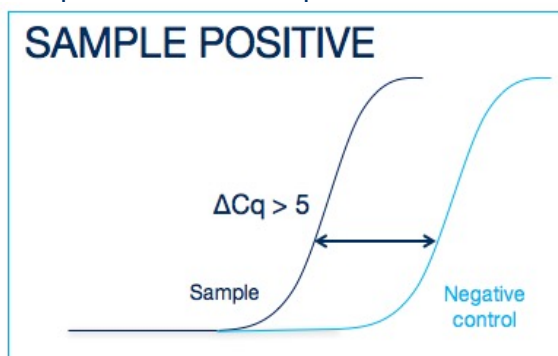 SAMPLE POSITIVE
ΔCq > 5
Sample
Negative
control